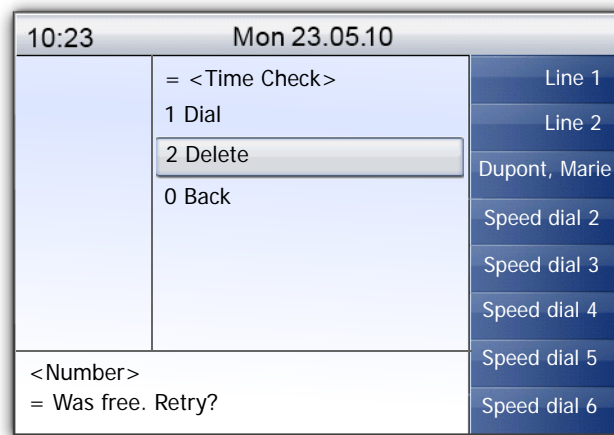 10:23 Mon 23.05.10
= <Time Check>
1 Dial
2 Delete
0 Back
Line 1
Line 2
Dupont, Marie
Speed dial 2
Speed dial 3
Speed dial 4
Speed dial 5
Speed dial 6
<Number>
= Was free. Retry?